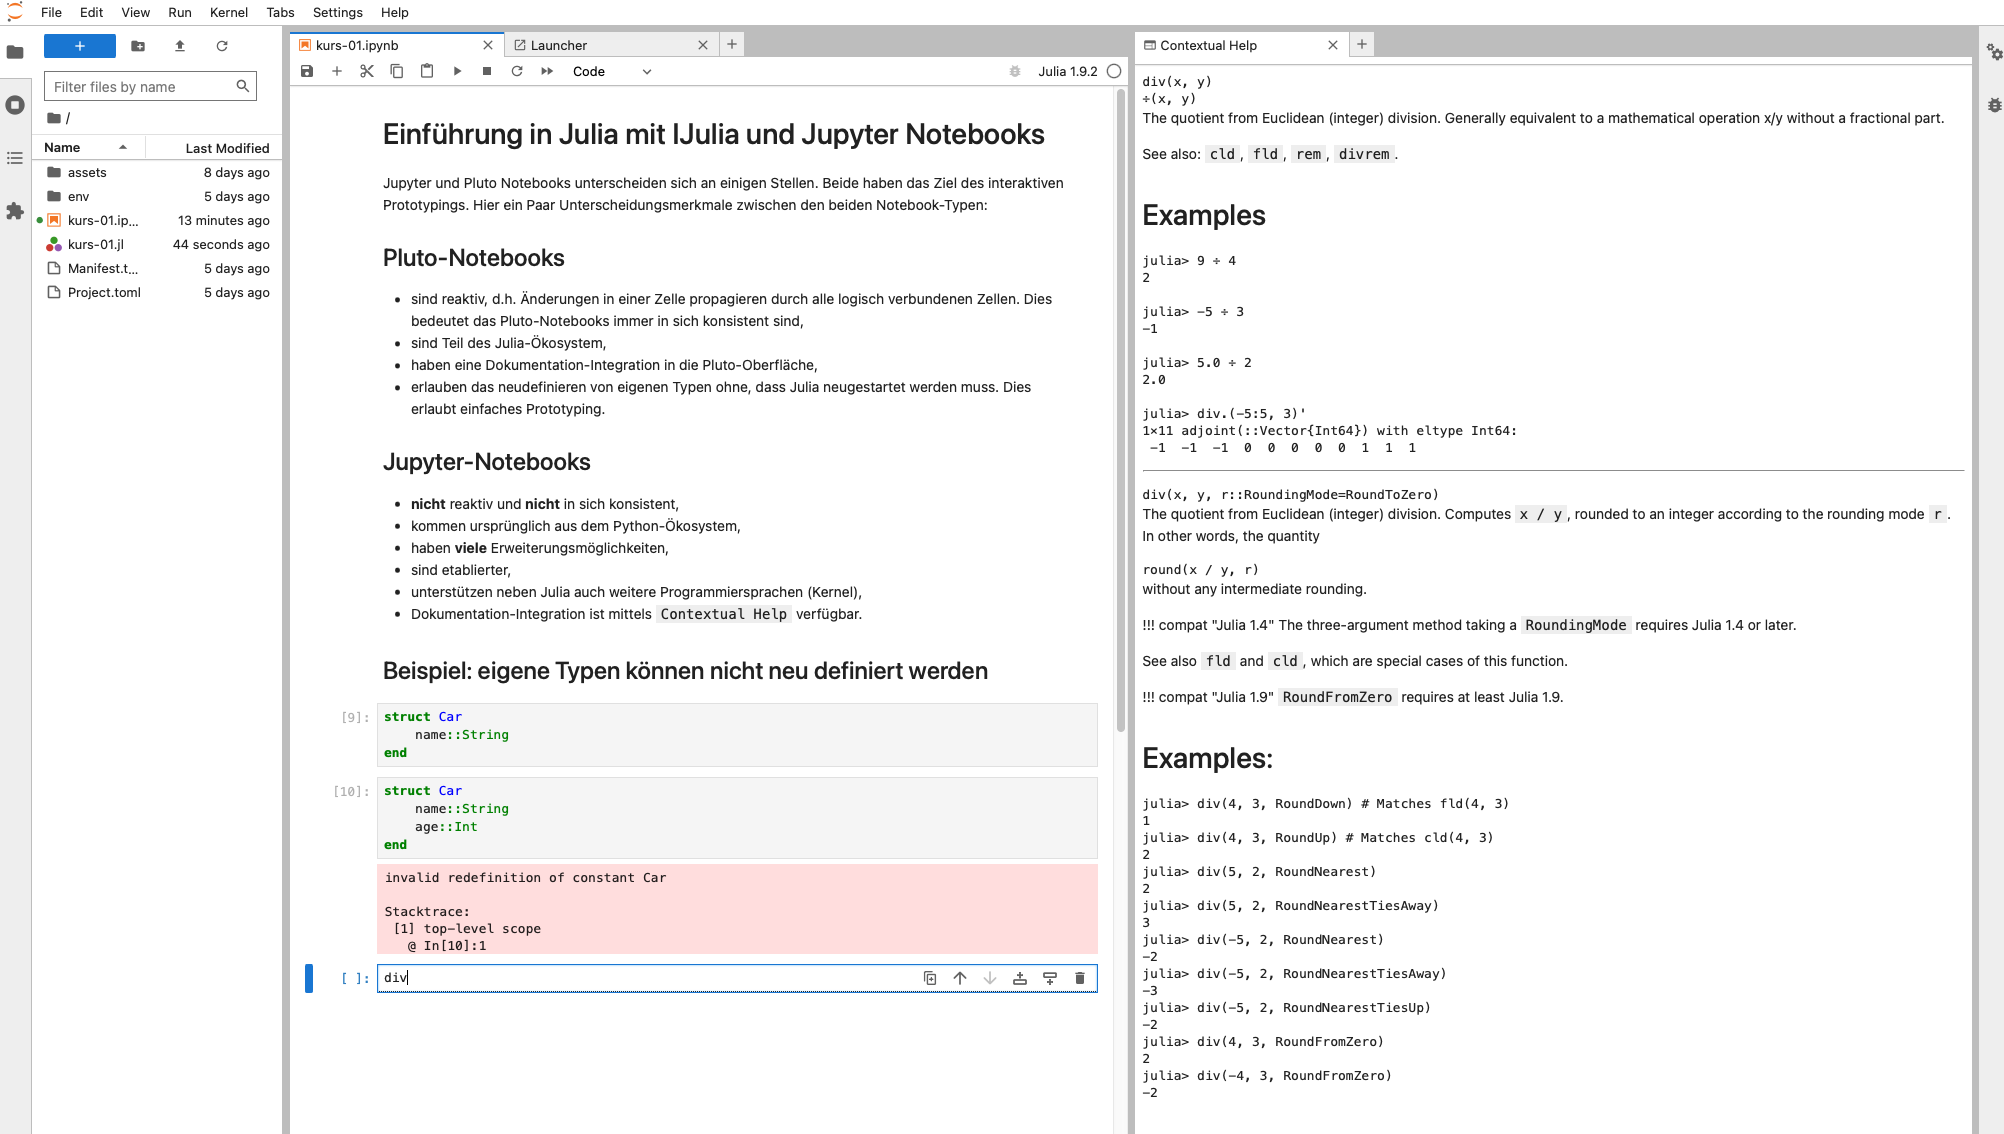 File Edit View Run Kernel Tabs Settings Help
Filter files by name
/
Name Last Modified
assets 8 days ago
env 5 days ago
kurs-01.ip... 13 minutes ago
kurs-01.jl 44 seconds ago
Manifest.t... 5 days ago
Project.toml 5 days ago
kurs-01.ipynb Launcher
Code Julia 1.9.2
Einführung in Julia mit IJulia und Jupyter Notebooks
Jupyter und Pluto Notebooks unterscheiden sich an einigen Stellen. Beide haben das Ziel des interaktiven
Prototypings. Hier ein Paar Unterscheidungsmerkmale zwischen den beiden Notebook-Typen:
Pluto-Notebooks
• sind reaktiv, d.h. Änderungen in einer Zelle propagieren durch alle logisch verbundenen Zellen. Dies
bedeutet das Pluto-Notebooks immer in sich konsistent sind,
• sind Teil des Julia-Ökosystem,
• haben eine Dokumentation-Integration in die Pluto-Oberfläche,
• erlauben das neudefinieren von eigenen Typen ohne, dass Julia neugestartet werden muss. Dies
erlaubt einfaches Prototyping.
Jupyter-Notebooks
• nicht reaktiv und nicht in sich konsistent,
• kommen ursprünglich aus dem Python-Ökosystem,
• haben viele Erweiterungsmöglichkeiten,
• sind etablierter,
• unterstützen neben Julia auch weitere Programmiersprachen (Kernel),
• Dokumentation-Integration ist mittels Contextual Help verfügbar.
Beispiel: eigene Typen können nicht neu definiert werden
[9]: struct Car
name::String
end
[10]: struct Car
name::String
age::Int
end
invalid redefinition of constant Car
Stacktrace:
[1] top-level scope
@ In[10]:1
[ ]: div
Contextual Help
div(x, y)
÷(x, y)
The quotient from Euclidean (integer) division. Generally equivalent to a mathematical operation x/y without a fractional part.
See also: cld, fld, rem, divrem.
Examples
julia> 9 ÷ 4
2
julia> -5 ÷ 3
-1
julia> 5.0 ÷ 2
2.0
julia> div.(-5:5, 3)'
1×11 adjoint(::Vector{Int64}) with eltype Int64:
-1 -1 -1 0 0 0 0 0 1 1 1
div(x, y, r::RoundingMode=RoundToZero)
The quotient from Euclidean (integer) division. Computes x / y, rounded to an integer according to the rounding mode r.
In other words, the quantity
round(x / y, r)
without any intermediate rounding.
!!! compat "Julia 1.4" The three-argument method taking a RoundingMode requires Julia 1.4 or later.
See also fld and cld, which are special cases of this function.
!!! compat "Julia 1.9" RoundFromZero requires at least Julia 1.9.
Examples:
julia> div(4, 3, RoundDown) # Matches fld(4, 3)
1
julia> div(4, 3, RoundUp) # Matches cld(4, 3)
2
julia> div(5, 2, RoundNearest)
2
julia> div(5, 2, RoundNearestTiesAway)
3
julia> div(-5, 2, RoundNearest)
-2
julia> div(-5, 2, RoundNearestTiesAway)
-3
julia> div(-5, 2, RoundNearestTiesUp)
-2
julia> div(4, 3, RoundFromZero)
2
julia> div(-4, 3, RoundFromZero)
-2